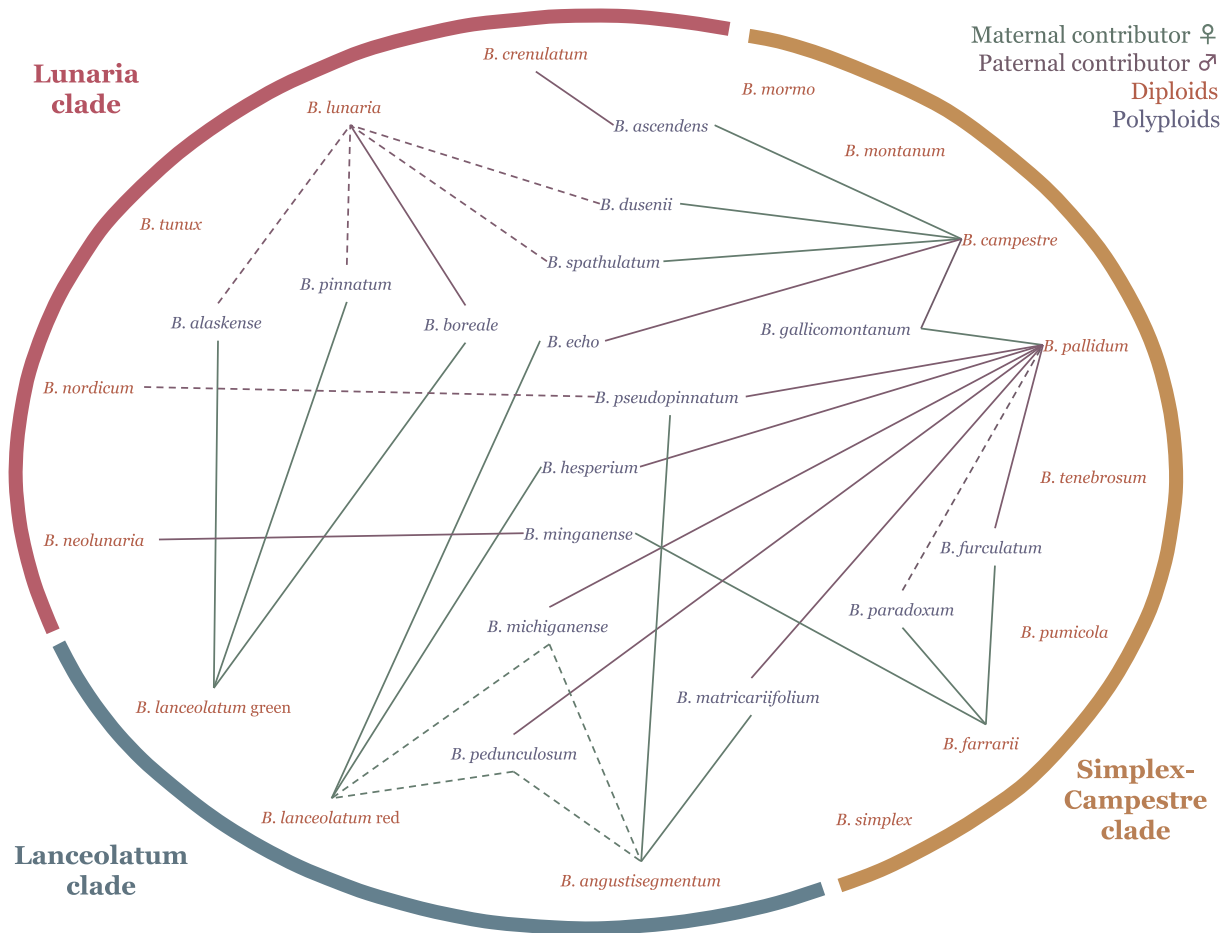 Maternal contributor ♀
Paternal contributor ♂
Diploids
Polyploids
Lunaria
clade
B. crenulatum
B. mormo
B. lunaria
B. ascendens
B. montanum
B. dusenii
B. tunux
B. campestre
B. spathulatum
B. pinnatum
B. alaskense
B. boreale
B. gallicomontanum
B. echo
B. pallidum
B. nordicum
B. pseudopinnatum
B. hesperium
B. tenebrosum
B. minganense
B. neolunaria
B. furculatum
B. paradoxum
B. michiganense
B. pumicola
B. matricariifolium
B. lanceolatum green
B. farrarii
B. pedunculosum
Simplex-
Campestre
clade
B. lanceolatum red
B. simplex
Lanceolatum
clade
B. angustisegmentum